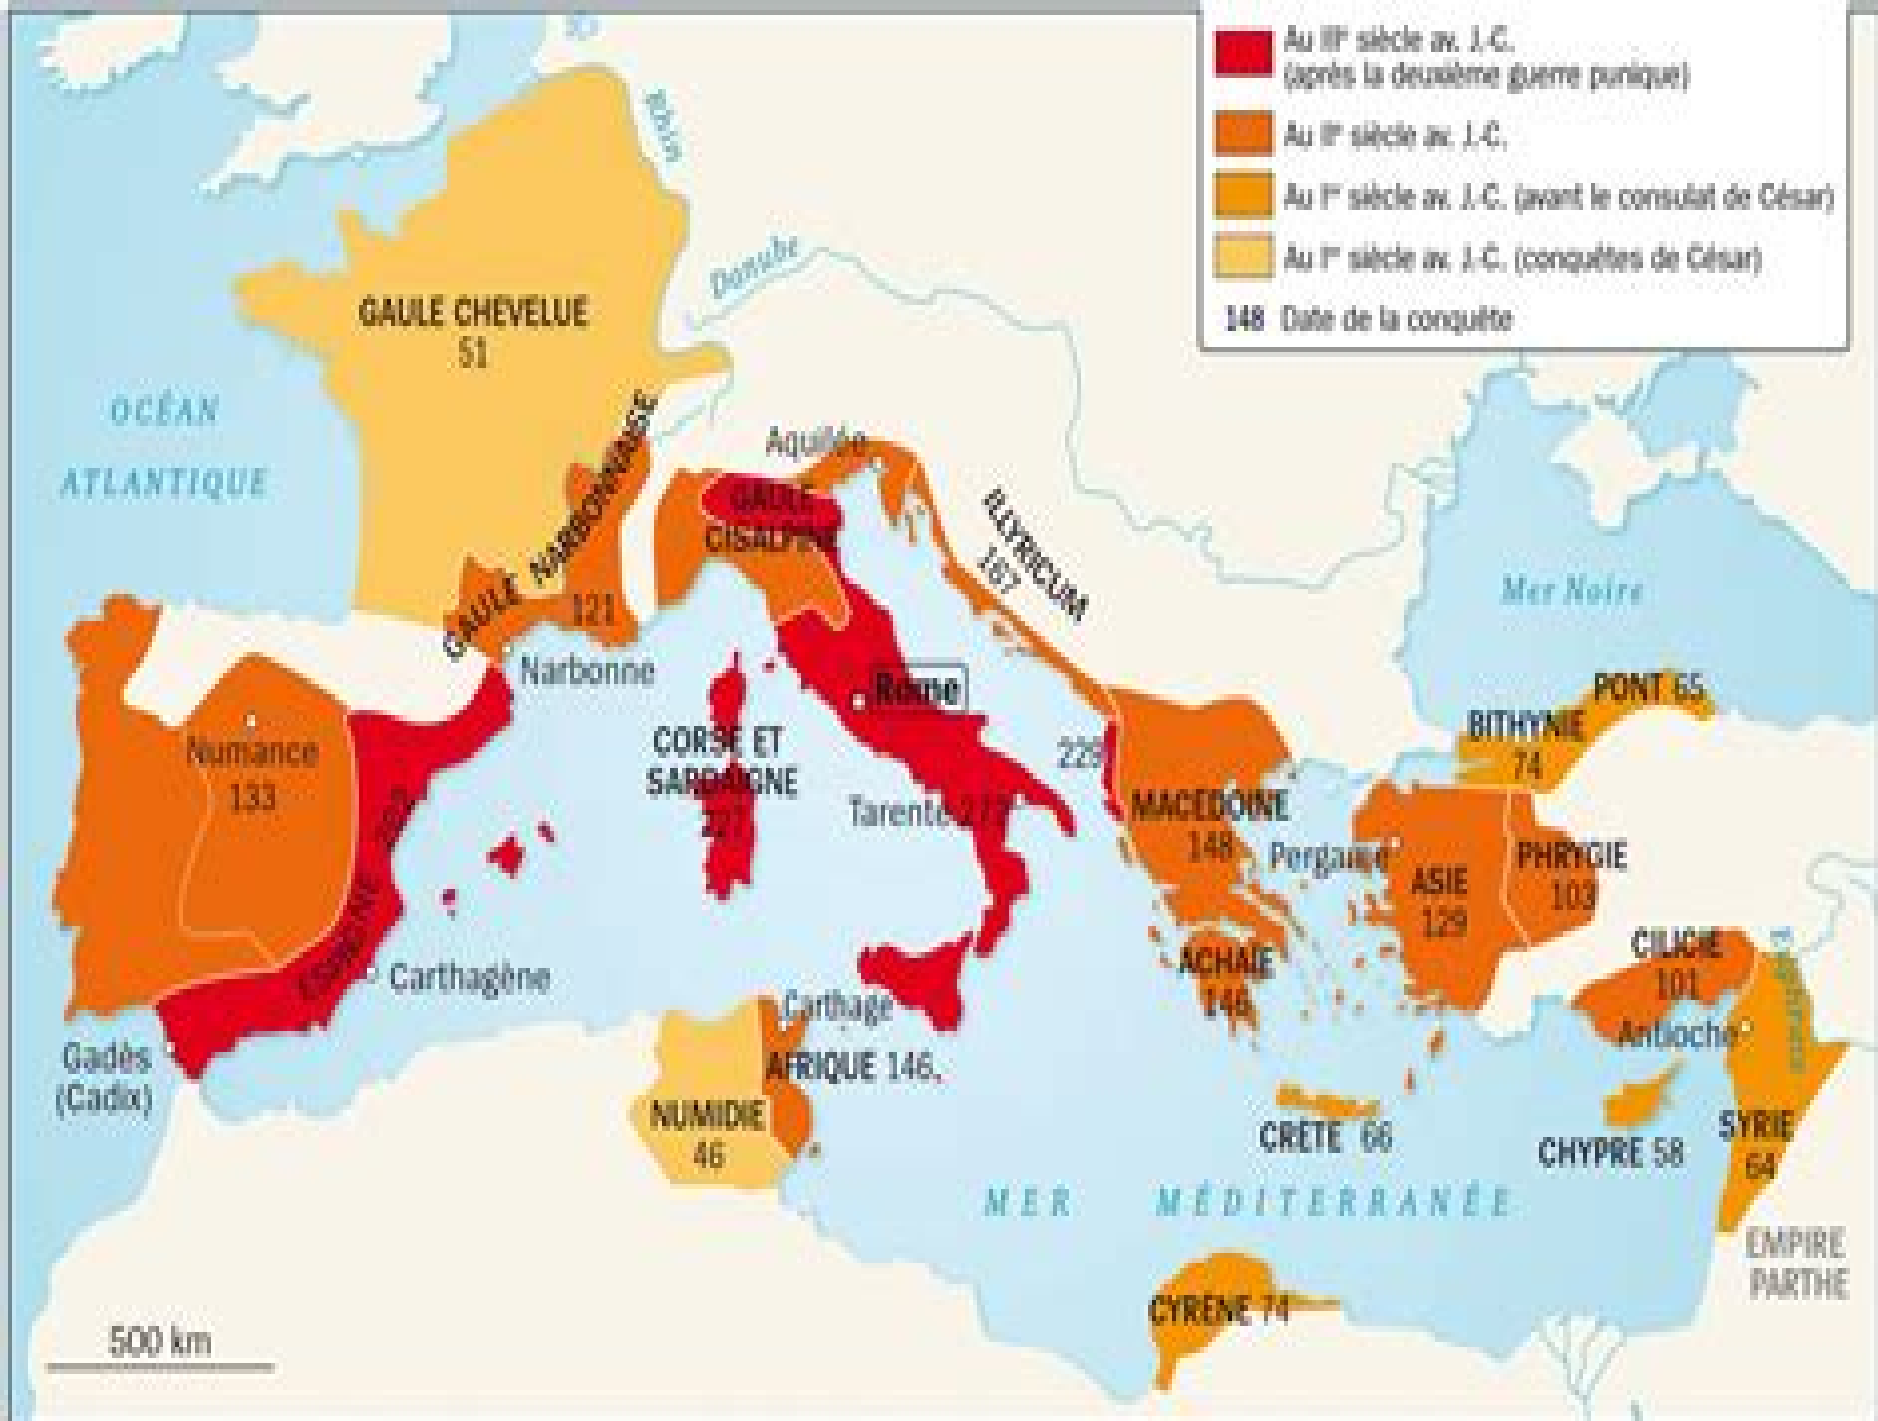 Au IIIe siècle av. J.-C.
(après la deuxième guerre punique)
Au IIe siècle av. J.-C.
Au Ier siècle av. J.-C. (avant le consulat de César)
Au Ier siècle av. J.-C. (conquêtes de César)
148 Date de la conquête
Rhin
Danube
GAULE CHEVELUE
51
OCÉAN
ATLANTIQUE
GAULE NARBONNAISE
121
Aquilée
GAULE
CISALPINE
ILLYRICUM
167
Mer Noire
Narbonne
Rome
PONT 65
BITHYNIE
74
Numance
133
CORSE ET
SARDAIGNE
227
229
Tarente 272
MACÉDOINE
148
Pergame
ASIE
129
PHRYGIE
103
ESPAGNE
Carthagène
ACHAÏE
146
CILICIE
101
Antioche
Euphrate
Carthage
Gadès
(Cadix)
AFRIQUE 146
NUMIDIE
46
CRÈTE 66
CHYPRE 58
SYRIE
64
MER MÉDITERRANÉE
EMPIRE
PARTHE
CYRÈNE 74
500 km